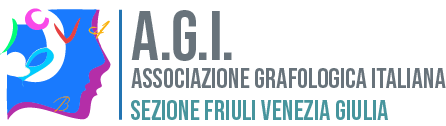 A.G.I.
ASSOCIAZIONE GRAFOLOGICA ITALIANA
SEZIONE FRIULI VENEZIA GIULIA